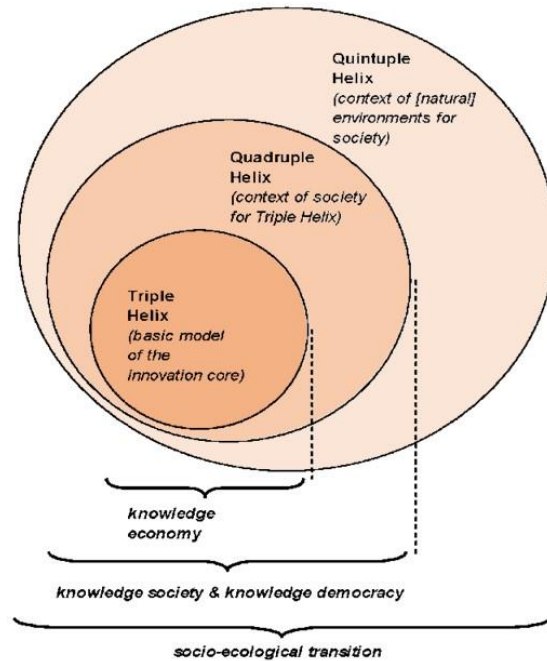 Quintuple
Helix
(context of [natural]
environments for
society)
Quadruple
Helix
(context of society
for Triple Helix)
Triple
Helix
(basic model
of the
innovation core)
knowledge
economy
knowledge society & knowledge democracy
socio-ecological transition